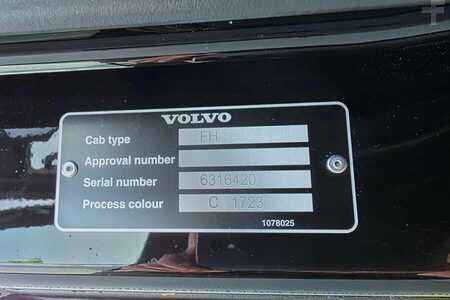 VOLVO
Cab type FH
Approval number
Serial number 6316420
Process colour C 1723
1078025